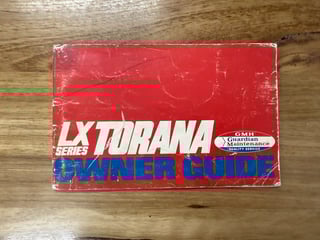 LX TORANA
SERIES
OWNER GUIDE
GMH
Guardian
Maintenance
QUALITY SERVICE